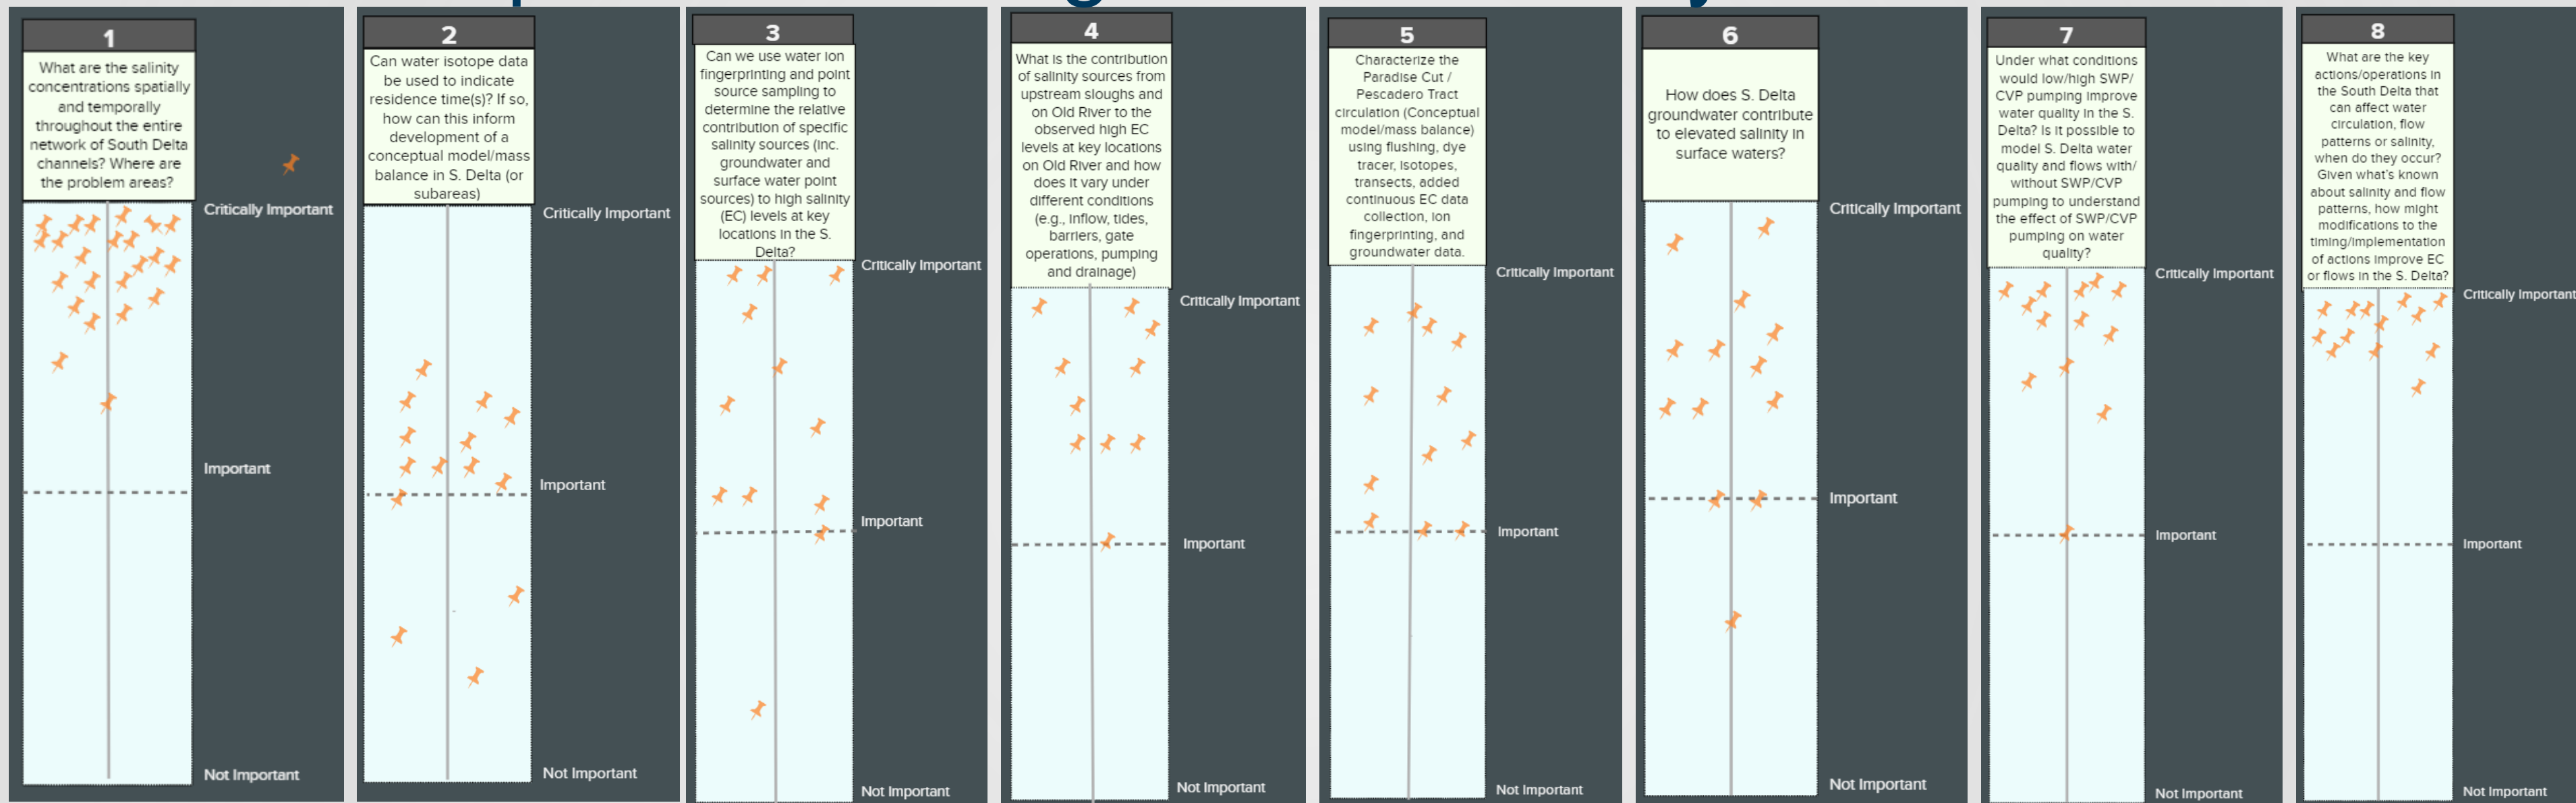 1
What are the salinity
concentrations spatially
and temporally
throughout the entire
network of South Delta
channels? Where are
the problem areas?
Critically Important
Important
Not Important
2
Can water isotope data
be used to indicate
residence time(s)? If so,
how can this inform
development of a
conceptual model/mass
balance in S. Delta (or
subareas)
Critically Important
Important
Not Important
3
Can we use water ion
fingerprinting and point
source sampling to
determine the relative
contribution of specific
salinity sources (inc.
groundwater and
surface water point
sources) to high salinity
(EC) levels at key
locations in the S.
Delta?
Critically Important
Important
Not Important
4
What is the contribution
of salinity sources from
upstream sloughs and
on Old River to the
observed high EC
levels at key locations
on Old River and how
does it vary under
different conditions
(e.g., inflow, tides,
barriers, gate
operations, pumping
and drainage)
Critically Important
Important
Not Important
5
Characterize the
Paradise Cut /
Pescadero Tract
circulation (Conceptual
model/mass balance)
using flushing, dye
tracer, isotopes,
transects, added
continuous EC data
collection, ion
fingerprinting, and
groundwater data.
Critically Important
Important
Not Important
6
How does S. Delta
groundwater contribute
to elevated salinity in
surface waters?
Critically Important
Important
Not Important
7
Under what conditions
would low/high SWP/
CVP pumping improve
water quality in the S.
Delta? Is it possible to
model S. Delta water
quality and flows with/
without SWP/CVP
pumping to understand
the effect of SWP/CVP
pumping on water
quality?
Critically Important
Important
Not Important
8
What are the key
actions/operations in
the South Delta that
can affect water
circulation, flow
patterns or salinity,
when do they occur?
Given what's known
about salinity and flow
patterns, how might
modifications to the
timing/implementation
of actions improve EC
or flows in the S. Delta?
Critically Important
Important
Not Important